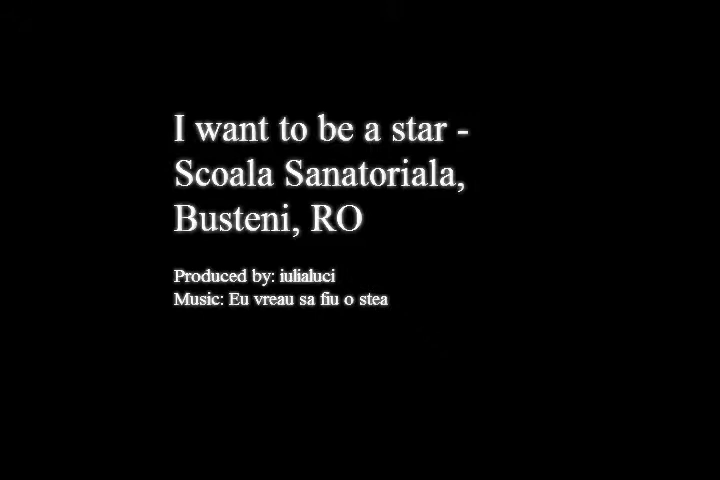 I want to be a star -
Scoala Sanatoriala,
Busteni, RO
Produced by: iulialuci
Music: Eu vreau sa fiu o stea